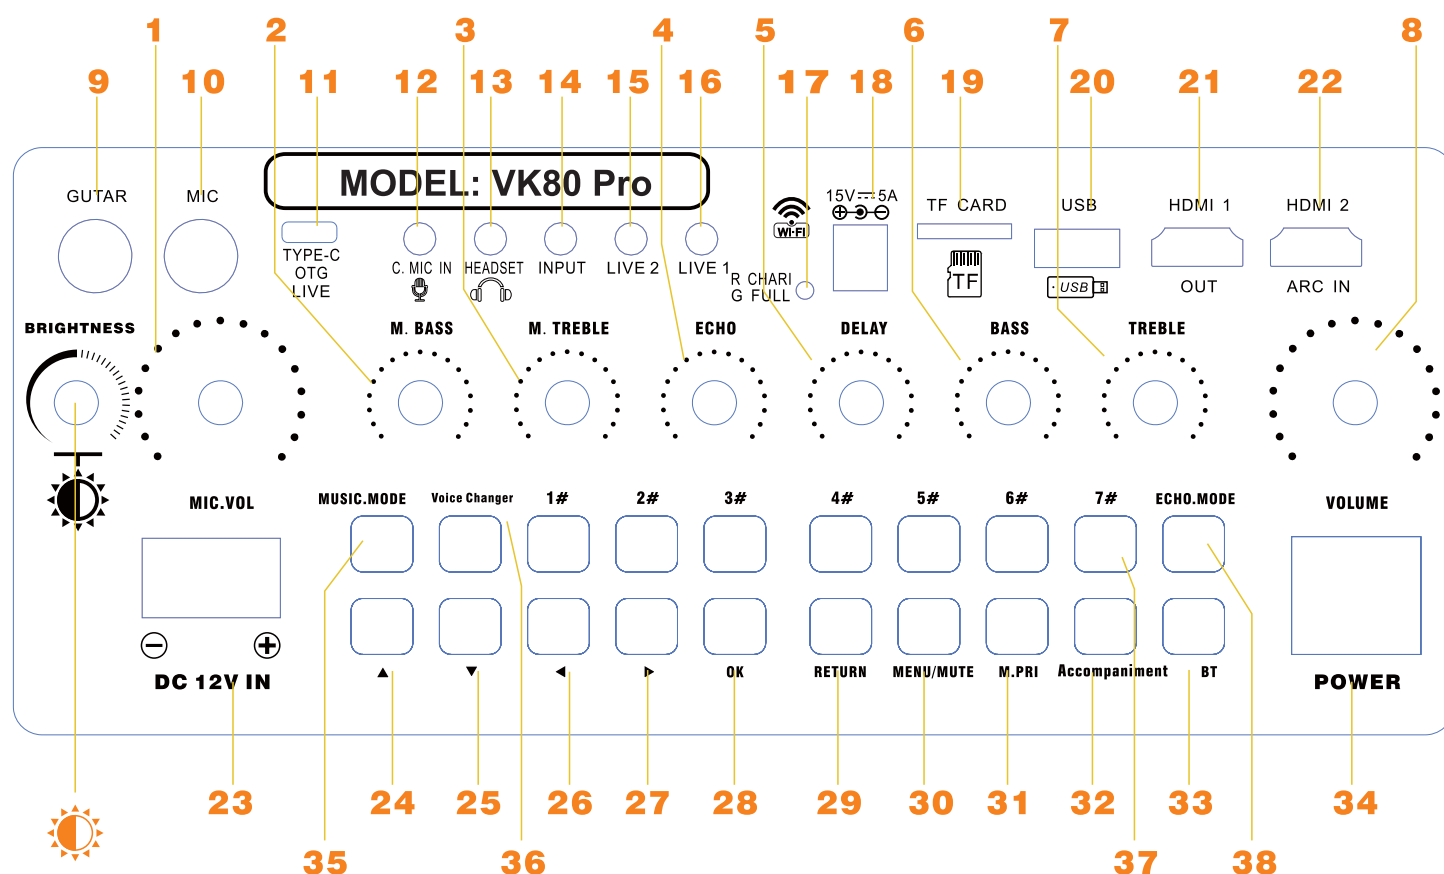 1 2 3 4 5 6 7 8
9 10 11 12 13 14 15 16 17 18 19 20 21 22
MODEL: VK80 Pro
GUTAR MIC 15V 5A TF CARD USB HDMI 1 HDMI 2
WI-FI
TYPE-C C. MIC IN HEADSET INPUT LIVE 2 LIVE 1
OTG
LIVE
R CHARI
G FULL
TF USB OUT ARC IN
BRIGHTNESS M. BASS M. TREBLE ECHO DELAY BASS TREBLE
MIC.VOL MUSIC.MODE Voice Changer 1# 2# 3# 4# 5# 6# 7# ECHO.MODE VOLUME
DC 12V IN ▲ ▼ ◀ ▶ OK RETURN MENU/MUTE M.PRI Accompaniment BT POWER
23 24 25 26 27 28 29 30 31 32 33 34
35 36 37 38